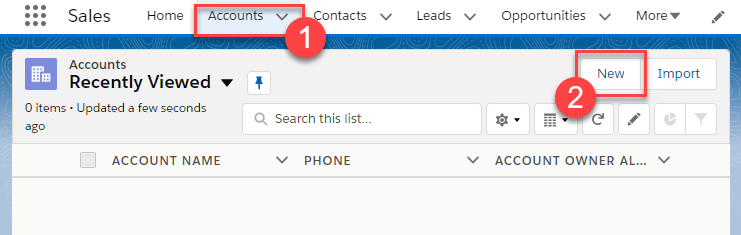 Sales Home Accounts Contacts Leads Opportunities More
1
Accounts
Recently Viewed
New Import
2
0 items • Updated a few seconds
ago
Search this list...
ACCOUNT NAME PHONE ACCOUNT OWNER AL...